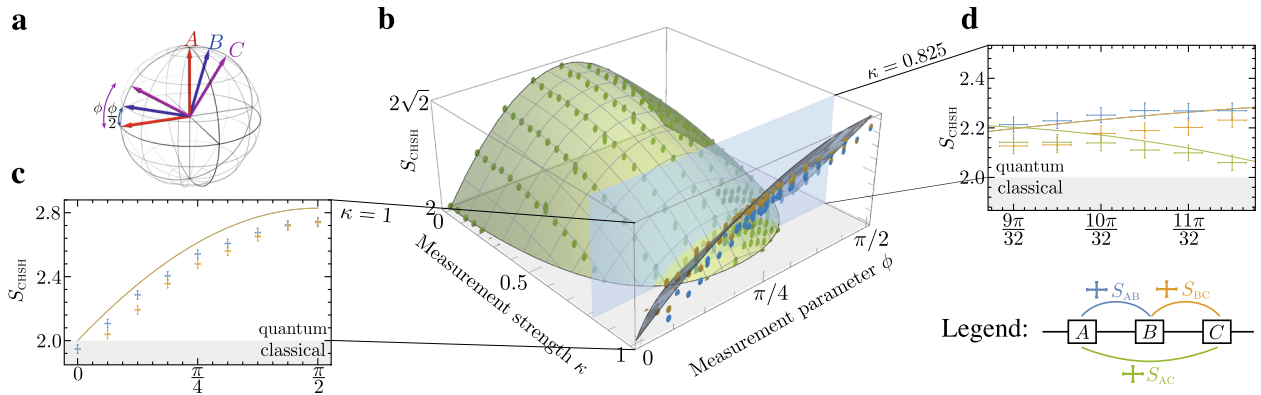 a
A
B
C
ϕ
ϕ/2
b
2√2
S_CHSH
2
0
0.5
1
Measurement strength κ
0
π/4
π/2
Measurement parameter ϕ
κ = 1
κ = 0.825
c
2.8
2.4
2.0
S_CHSH
quantum
classical
0
π/4
π/2
d
2.4
2.2
2.0
S_CHSH
quantum
classical
9π/32
10π/32
11π/32
Legend:
S_AB
S_BC
A
B
C
S_AC